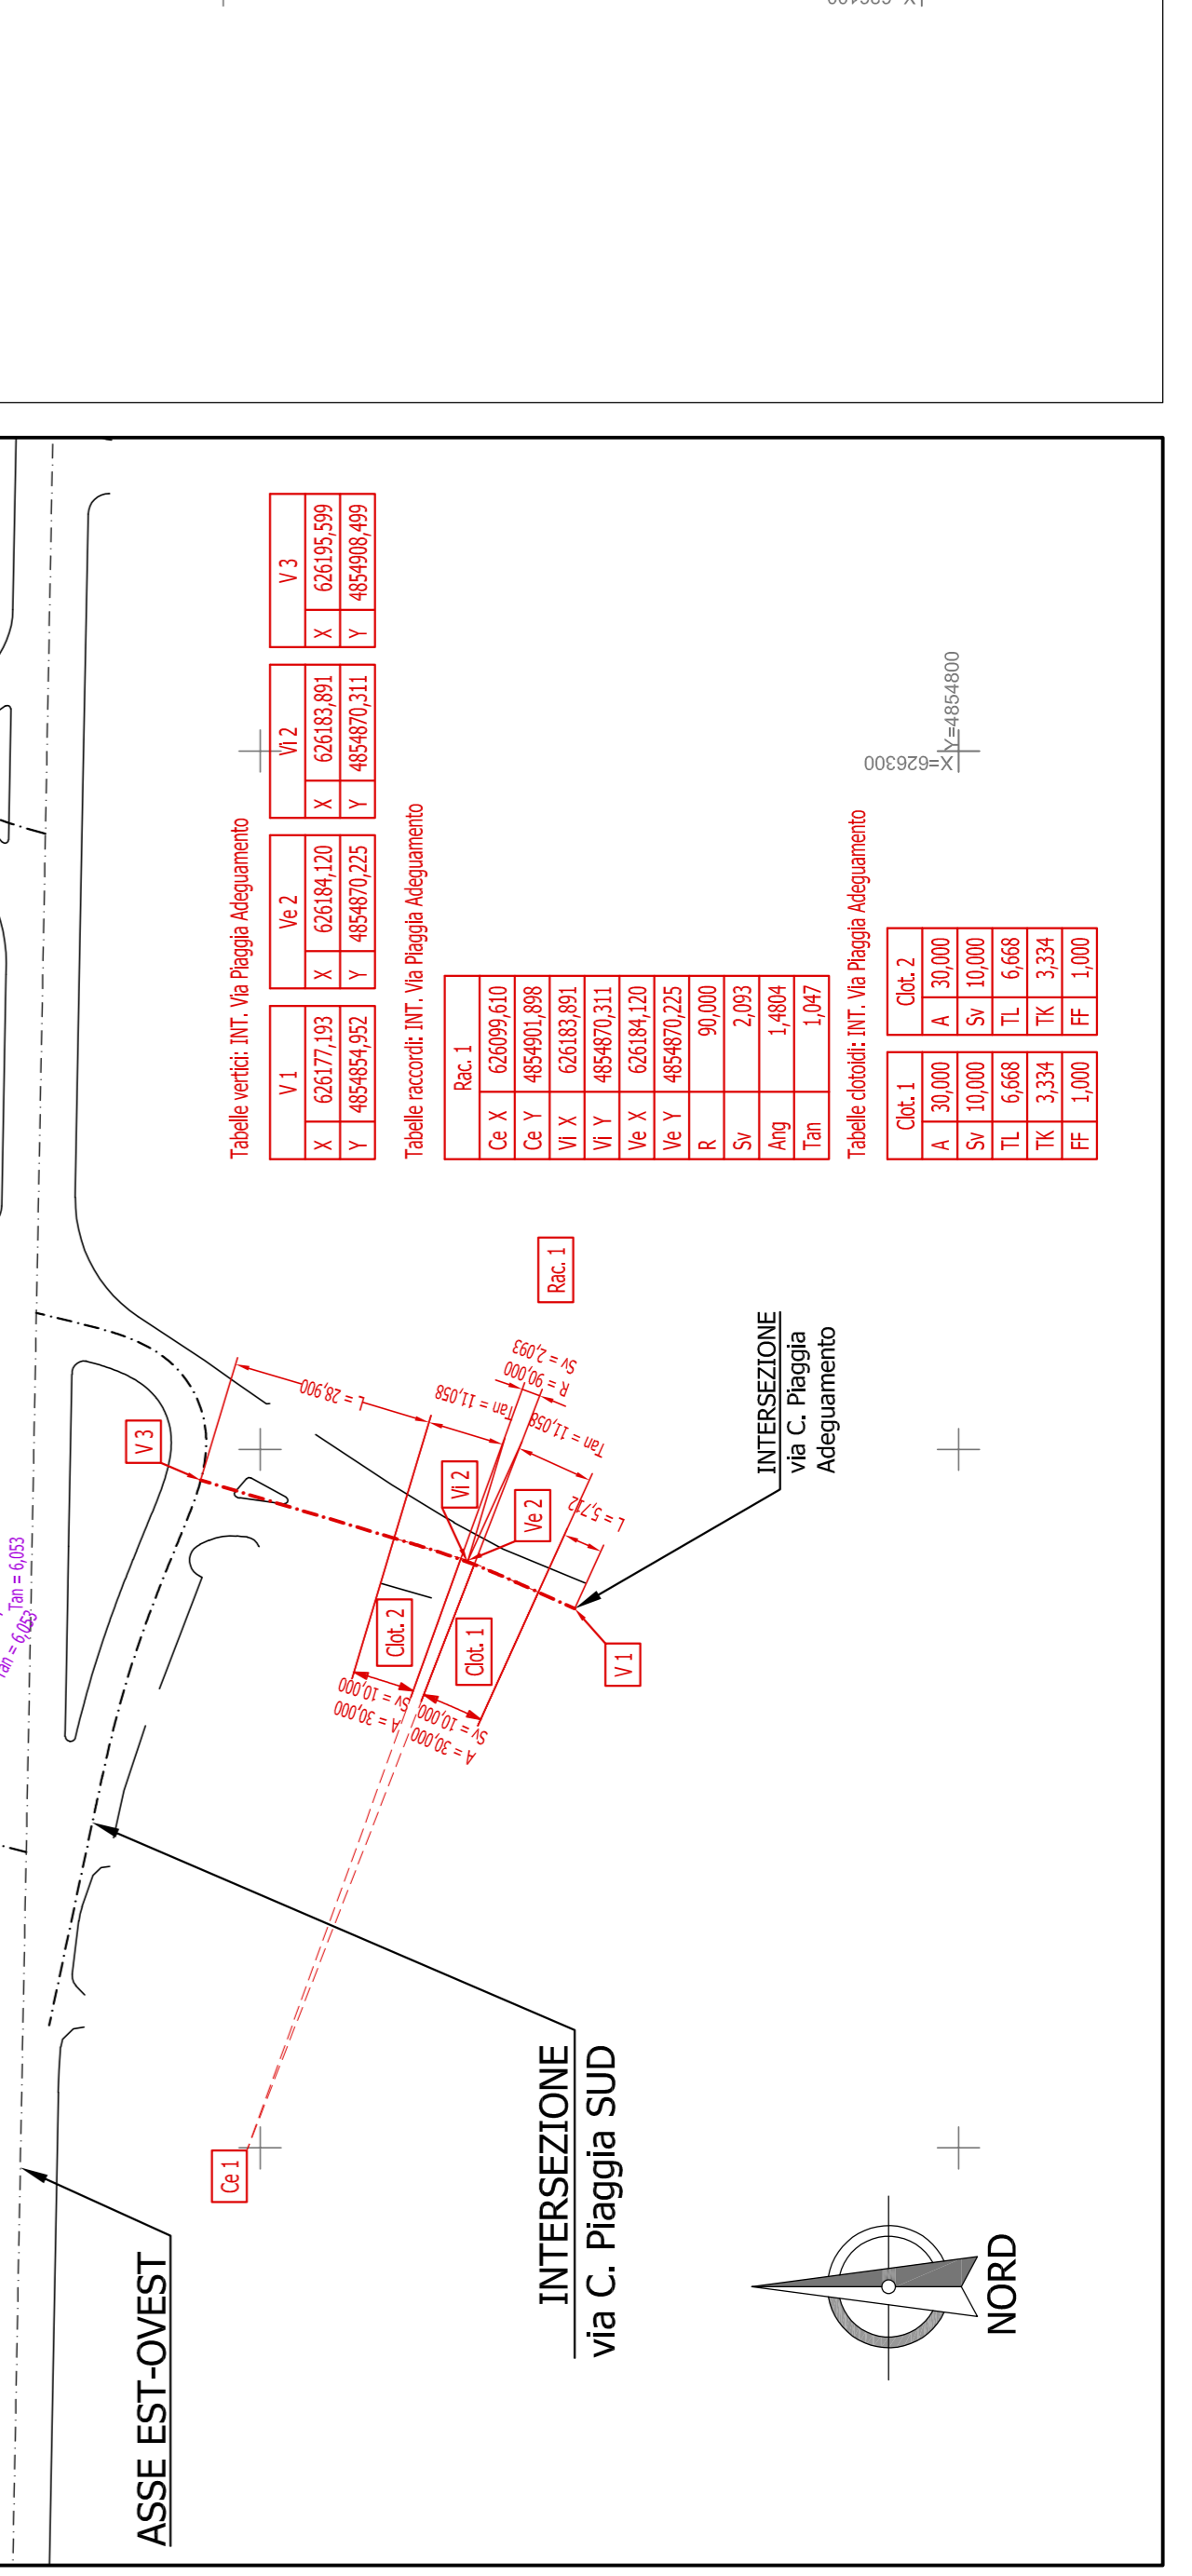 ASSE EST-OVEST
INTERSEZIONE
via C. Piaggia SUD
NORD
Ce 1
Tan = 6,053
Tan = 6,053
V 3
L = 28,900
Tan = 11,058
Sv = 2,093
R = 90,000
Tan = 11,058
L = 5,712
Vi 2
Ve 2
Rac. 1
Clot. 2
Clot. 1
V 1
Sv = 10,000
A = 30,000
Sv = 10,000
A = 30,000
INTERSEZIONE
via C. Piaggia
Adeguamento
Tabelle vertici: INT. Via Piaggia Adeguamento
V 1
X 626177,193
Y 4854854,952
Ve 2
X 626184,120
Y 4854870,225
Vi 2
X 626183,891
Y 4854870,311
V 3
X 626195,599
Y 4854908,499
Tabelle raccordi: INT. Via Piaggia Adeguamento
Rac. 1
Ce X 626099,610
Ce Y 4854901,898
Vi X 626183,891
Vi Y 4854870,311
Ve X 626184,120
Ve Y 4854870,225
R 90,000
Sv 2,093
Ang 1,4804
Tan 1,047
Tabelle clotoidi: INT. Via Piaggia Adeguamento
Clot. 1
A 30,000
Sv 10,000
TL 6,668
TK 3,334
FF 1,000
Clot. 2
A 30,000
Sv 10,000
TL 6,668
TK 3,334
FF 1,000
X=626300
Y=4854800